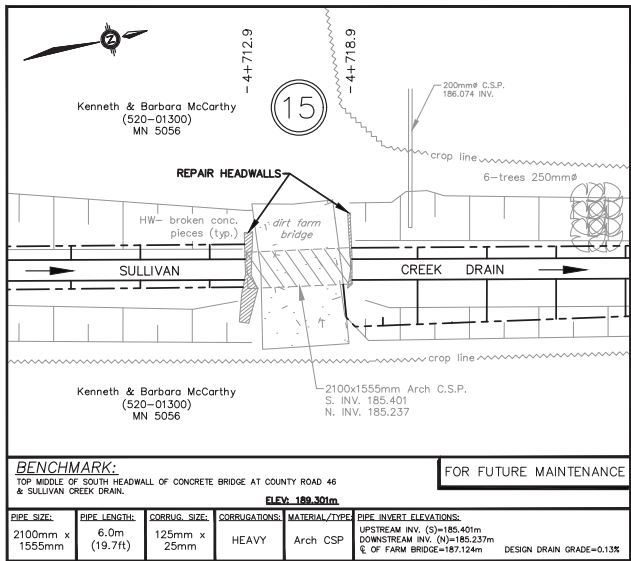 N
- 4+712.9
- 4+718.9
Kenneth & Barbara McCarthy
(520-01300)
MN 5056
15
200mmø C.S.P.
186.074 INV.
crop line
6-trees 250mmø
REPAIR HEADWALLS
HW- broken conc.
pieces (typ.)
dirt farm
bridge
SULLIVAN
CREEK DRAIN
crop line
Kenneth & Barbara McCarthy
(520-01300)
MN 5056
2100x1555mm Arch C.S.P.
S. INV. 185.401
N. INV. 185.237
BENCHMARK:
TOP MIDDLE OF SOUTH HEADWALL OF CONCRETE BRIDGE AT COUNTY ROAD 46
& SULLIVAN CREEK DRAIN.
ELEV: 189.301m
FOR FUTURE MAINTENANCE
PIPE SIZE:
2100mm x
1555mm
PIPE LENGTH:
6.0m
(19.7ft)
CORRUG. SIZE:
125mm x
25mm
CORRUGATIONS:
HEAVY
MATERIAL/TYPE:
Arch CSP
PIPE INVERT ELEVATIONS:
UPSTREAM INV. (S)=185.401m
DOWNSTREAM INV. (N)=185.237m
℄ OF FARM BRIDGE=187.124m
DESIGN DRAIN GRADE=0.13%